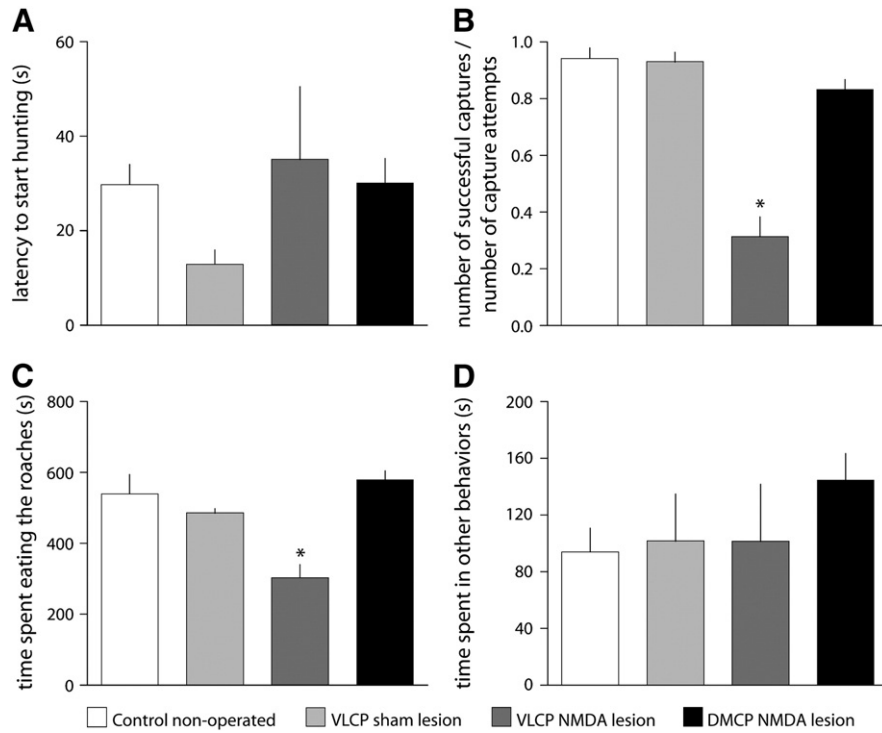 A
latency to start hunting (s)
60
40
20
0
B
number of successful captures /
number of capture attempts
1.0
0.8
0.6
0.4
0.2
0.0
*
C
time spent eating the roaches (s)
800
600
400
200
0
*
D
time spent in other behaviors (s)
200
160
120
80
40
0
Control non-operated VLCP sham lesion VLCP NMDA lesion DMCP NMDA lesion